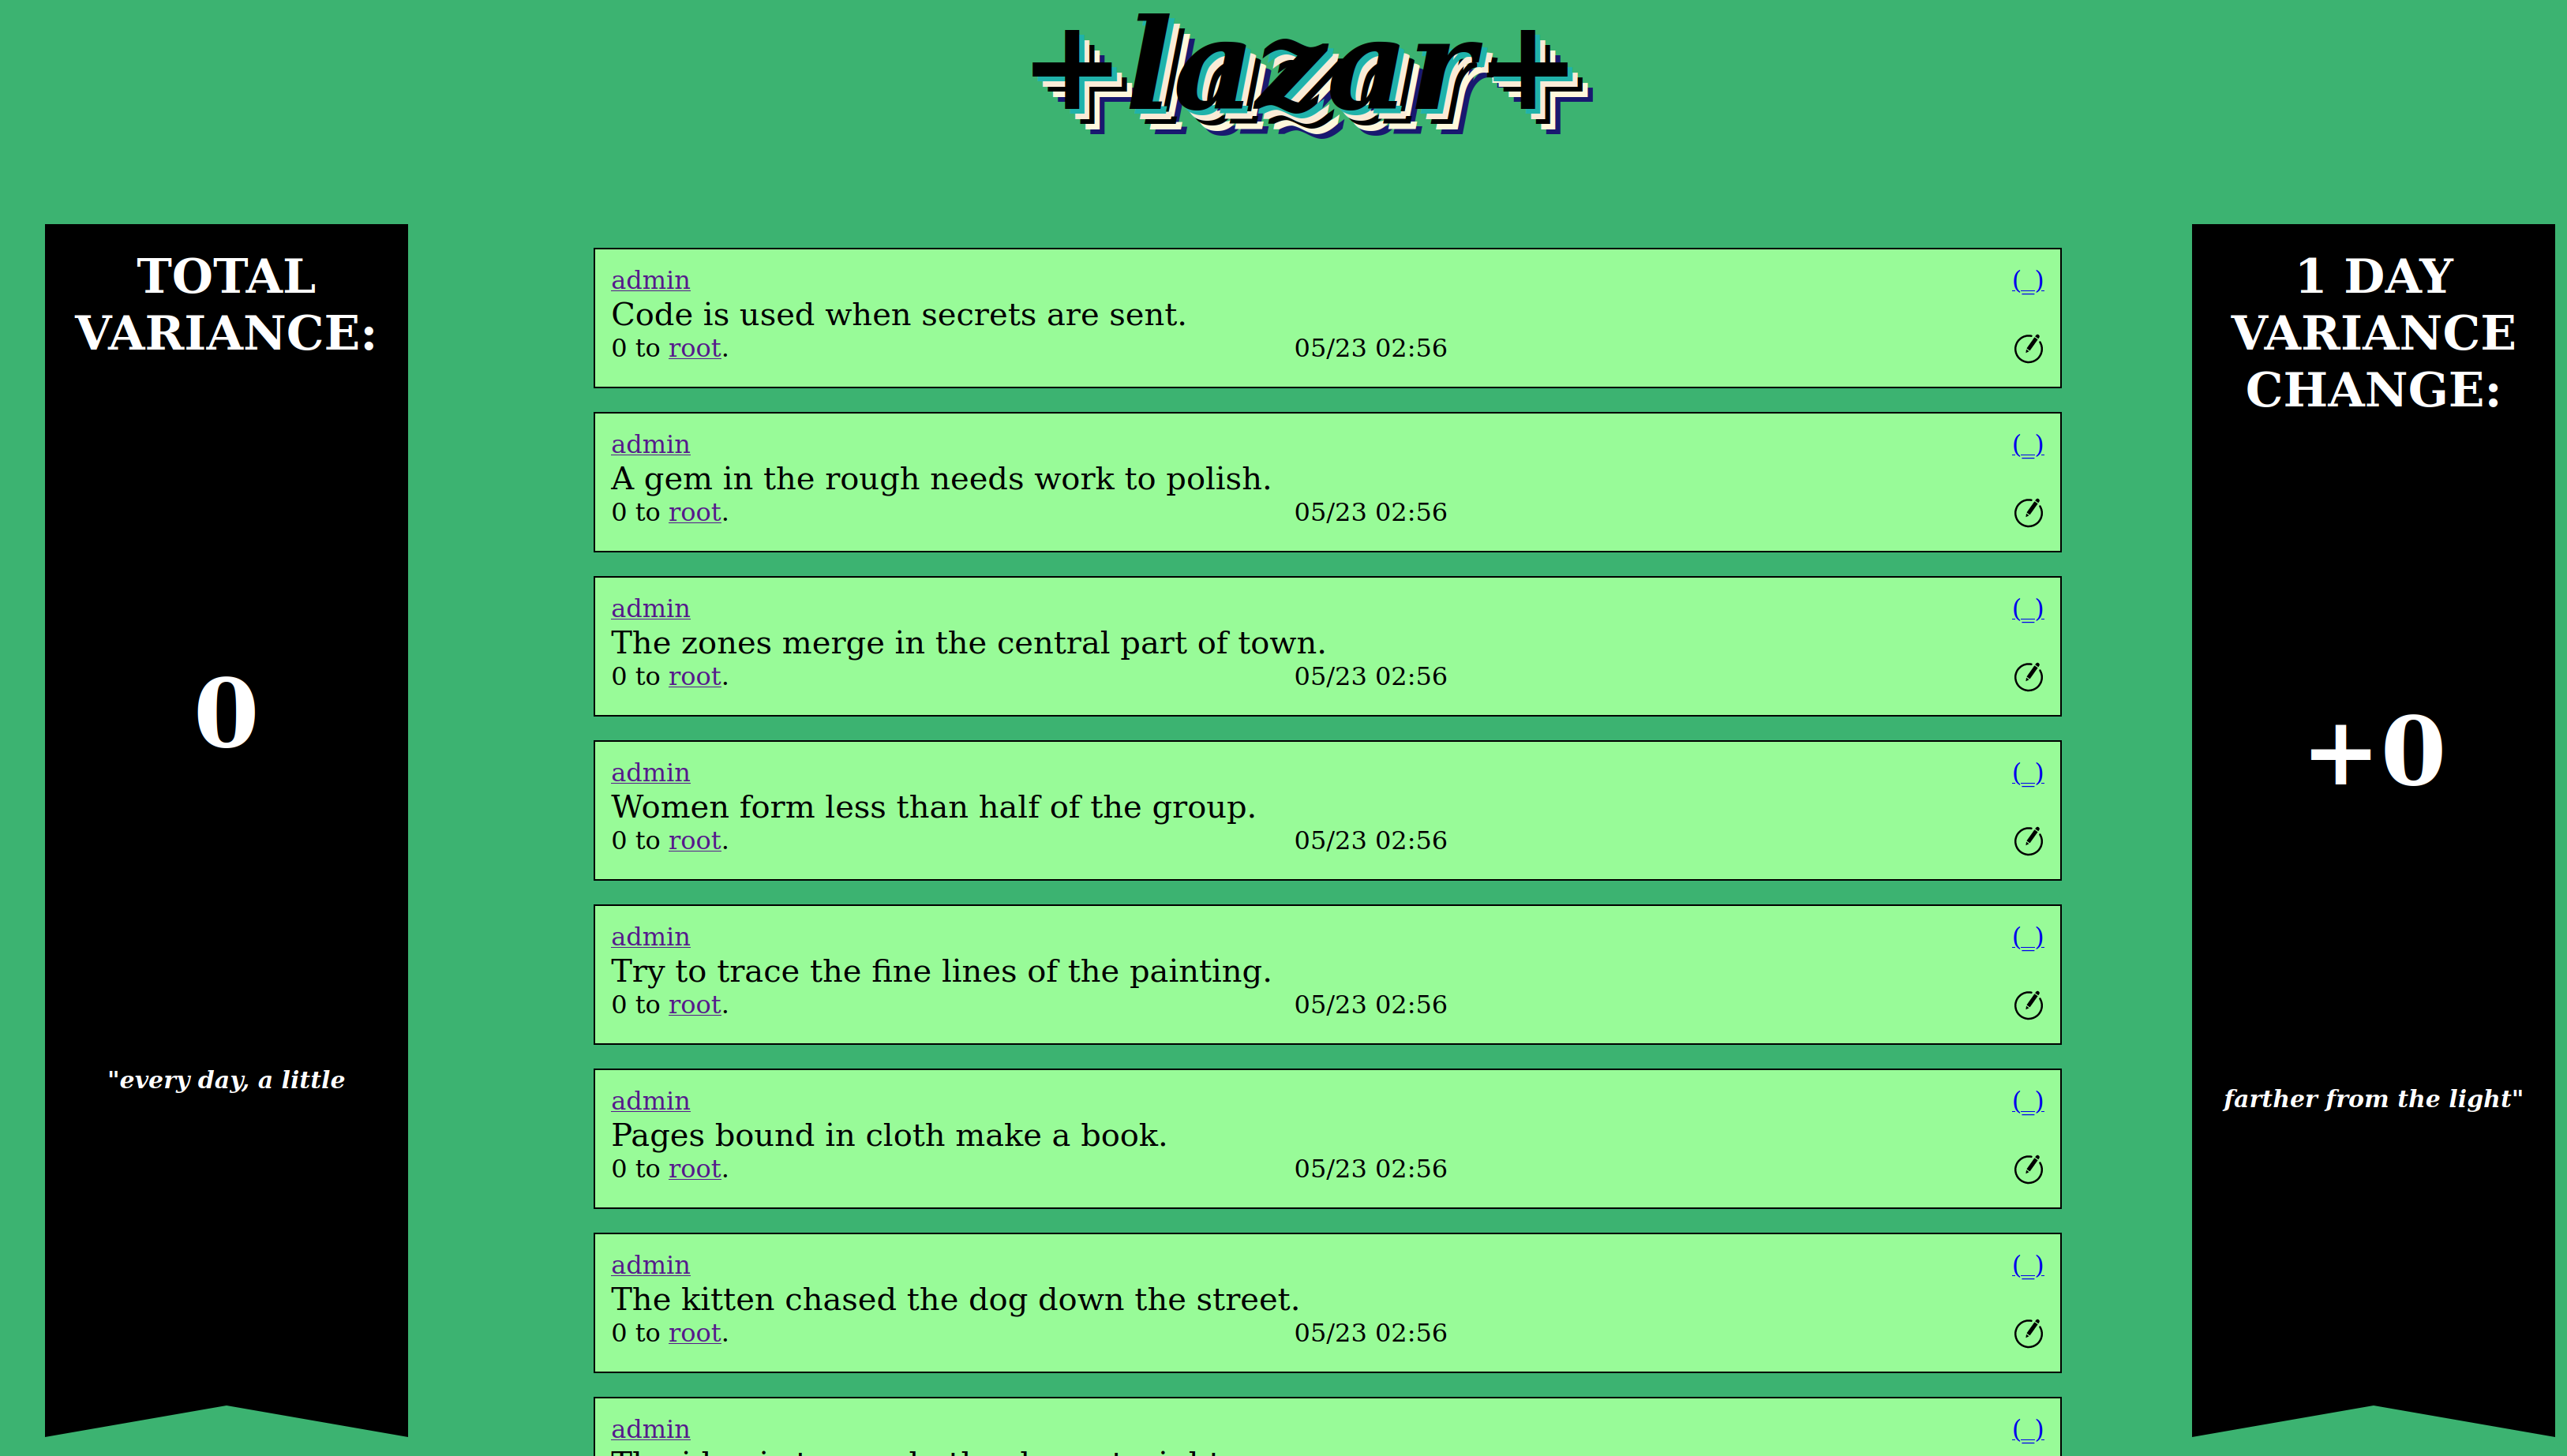 +lazar+
TOTAL
VARIANCE:
0
"every day, a little
admin (_)
Code is used when secrets are sent.
0 to root. 05/23 02:56
admin (_)
A gem in the rough needs work to polish.
0 to root. 05/23 02:56
admin (_)
The zones merge in the central part of town.
0 to root. 05/23 02:56
admin (_)
Women form less than half of the group.
0 to root. 05/23 02:56
admin (_)
Try to trace the fine lines of the painting.
0 to root. 05/23 02:56
admin (_)
Pages bound in cloth make a book.
0 to root. 05/23 02:56
admin (_)
The kitten chased the dog down the street.
0 to root. 05/23 02:56
admin (_)
1 DAY
VARIANCE
CHANGE:
+0
farther from the light"